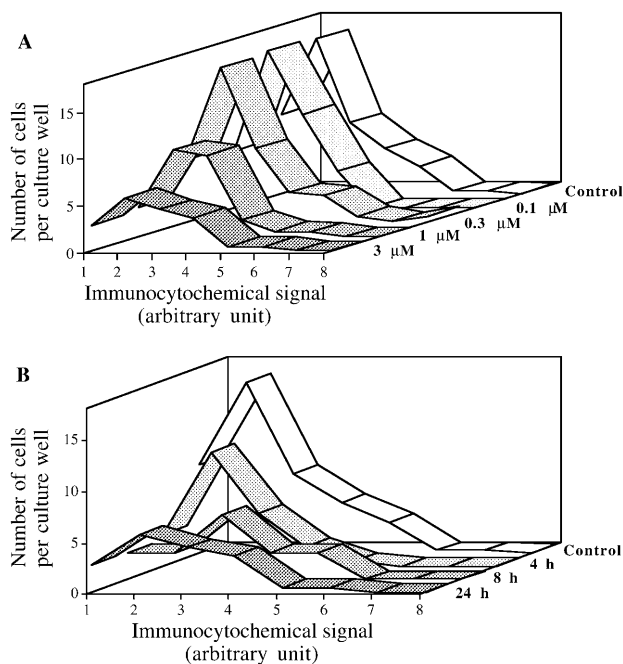 A
Number of cells
per culture well
15
10
5
0
1 2 3 4 5 6 7 8
Control
0.1 µM
0.3 µM
1 µM
3 µM
Immunocytochemical signal
(arbitrary unit)
B
Number of cells
per culture well
15
10
5
0
1 2 3 4 5 6 7 8
Control
4 h
8 h
24 h
Immunocytochemical signal
(arbitrary unit)